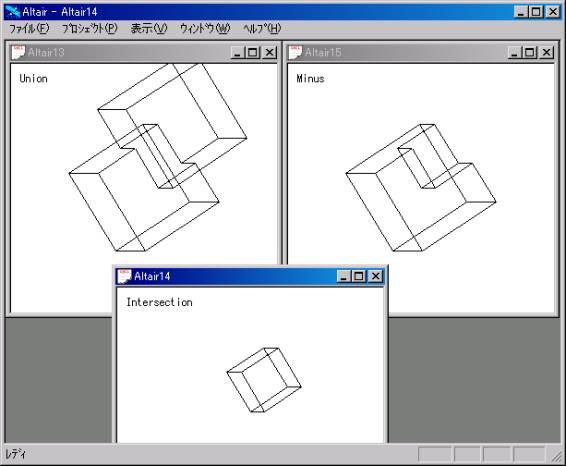 Altair - Altair14
ﾌｧｲﾙ(F) ﾌﾟﾛｼﾞｪｸﾄ(P) 表示(V) ｳｨﾝﾄﾞｳ(W) ﾍﾙﾌﾟ(H)
Altair13
Altair15
Union
Minus
Altair14
Intersection
ﾚﾃﾞｨ